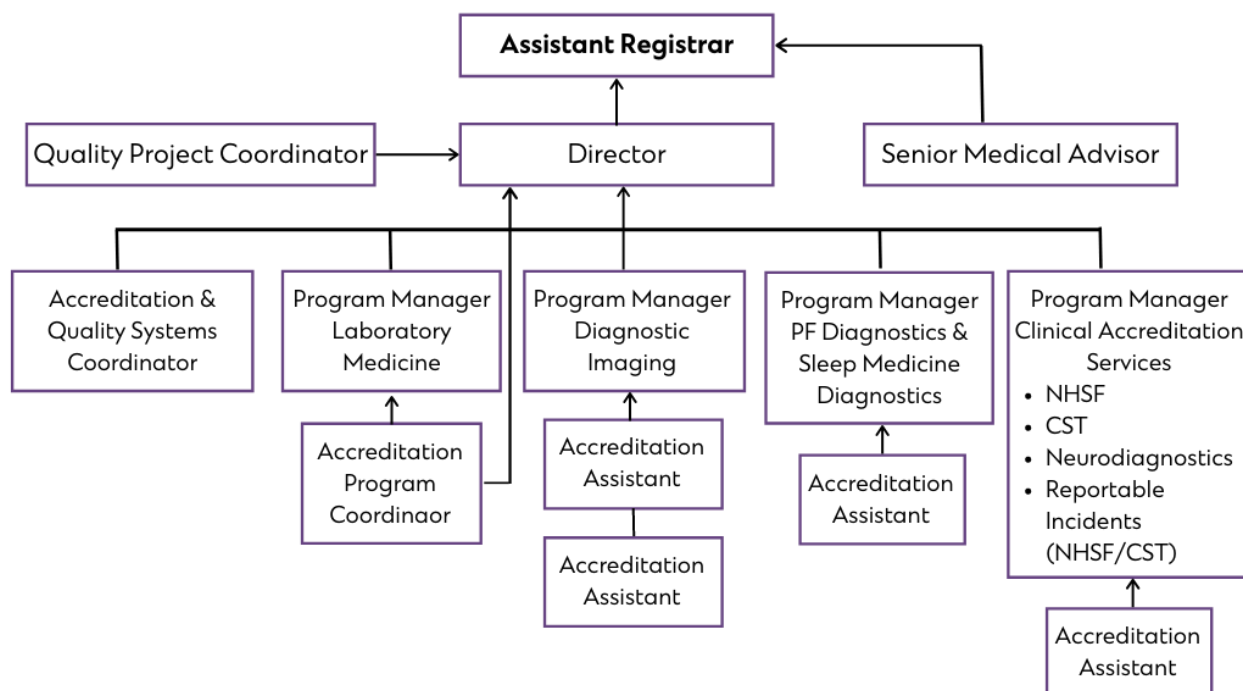 Assistant Registrar
Quality Project Coordinator
Director
Senior Medical Advisor
Accreditation &
Quality Systems
Coordinator
Program Manager
Laboratory
Medicine
Program Manager
Diagnostic
Imaging
Program Manager
PF Diagnostics &
Sleep Medicine
Diagnostics
Program Manager
Clinical Accreditation
Services
• NHSF
• CST
• Neurodiagnostics
• Reportable
Incidents
(NHSF/CST)
Accreditation
Program
Coordinaor
Accreditation
Assistant
Accreditation
Assistant
Accreditation
Assistant
Accreditation
Assistant